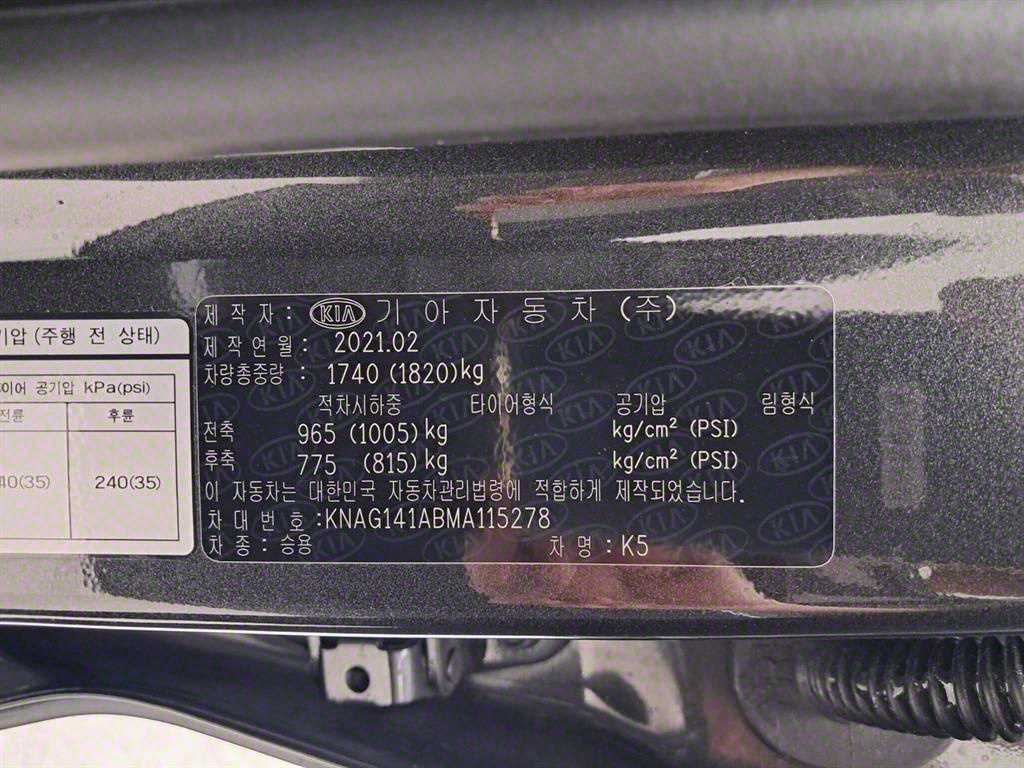 기압 (주행 전 상태)
이어 공기압 kPa(psi)
전륜 후륜
40(35) 240(35)
제 작 자 : KIA 기 아 자 동 차 (주)
제 작 연 월 : 2021.02
차량총중량 : 1740 (1820)kg
적차시하중 타이어형식 공기압 림형식
전축 965 (1005)kg kg/cm² (PSI)
후축 775 (815)kg kg/cm² (PSI)
이 자동차는 대한민국 자동차관리법령에 적합하게 제작되었습니다.
차 대 번 호 :KNAG141ABMA115278
차 종 : 승용 차 명 : K5